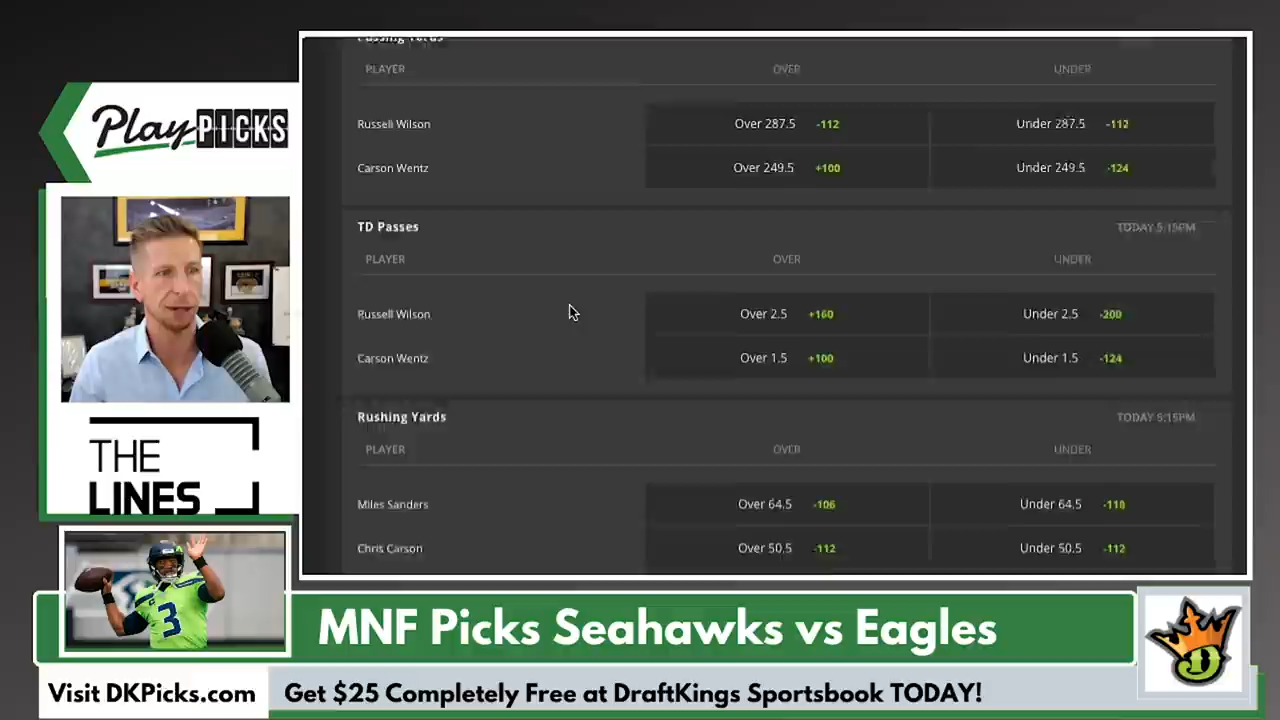 Passing Yards
PLAYER OVER UNDER
Russell Wilson Over 287.5 -112 Under 287.5 -112
Carson Wentz Over 249.5 +100 Under 249.5 -124
TD Passes TODAY 5:15PM
PLAYER OVER UNDER
Russell Wilson Over 2.5 +160 Under 2.5 -200
Carson Wentz Over 1.5 +100 Under 1.5 -124
Rushing Yards TODAY 5:15PM
PLAYER OVER UNDER
Miles Sanders Over 64.5 -106 Under 64.5 -118
Chris Carson Over 50.5 -112 Under 50.5 -112
PlayPICKS
THE
LINES
3
MNF Picks Seahawks vs Eagles
D
Visit DKPicks.com Get $25 Completely Free at DraftKings Sportsbook TODAY!